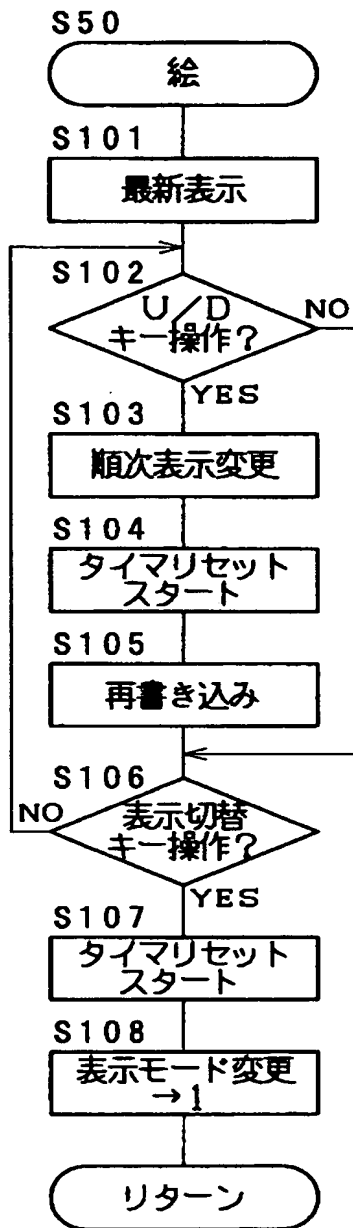 S50
絵
S101
最新表示
S102
U/D
キー操作?
NO
YES
S103
順次表示変更
S104
タイマリセット
スタート
S105
再書き込み
S106
NO
表示切替
キー操作?
YES
S107
タイマリセット
スタート
S108
表示モード変更
→1
リターン